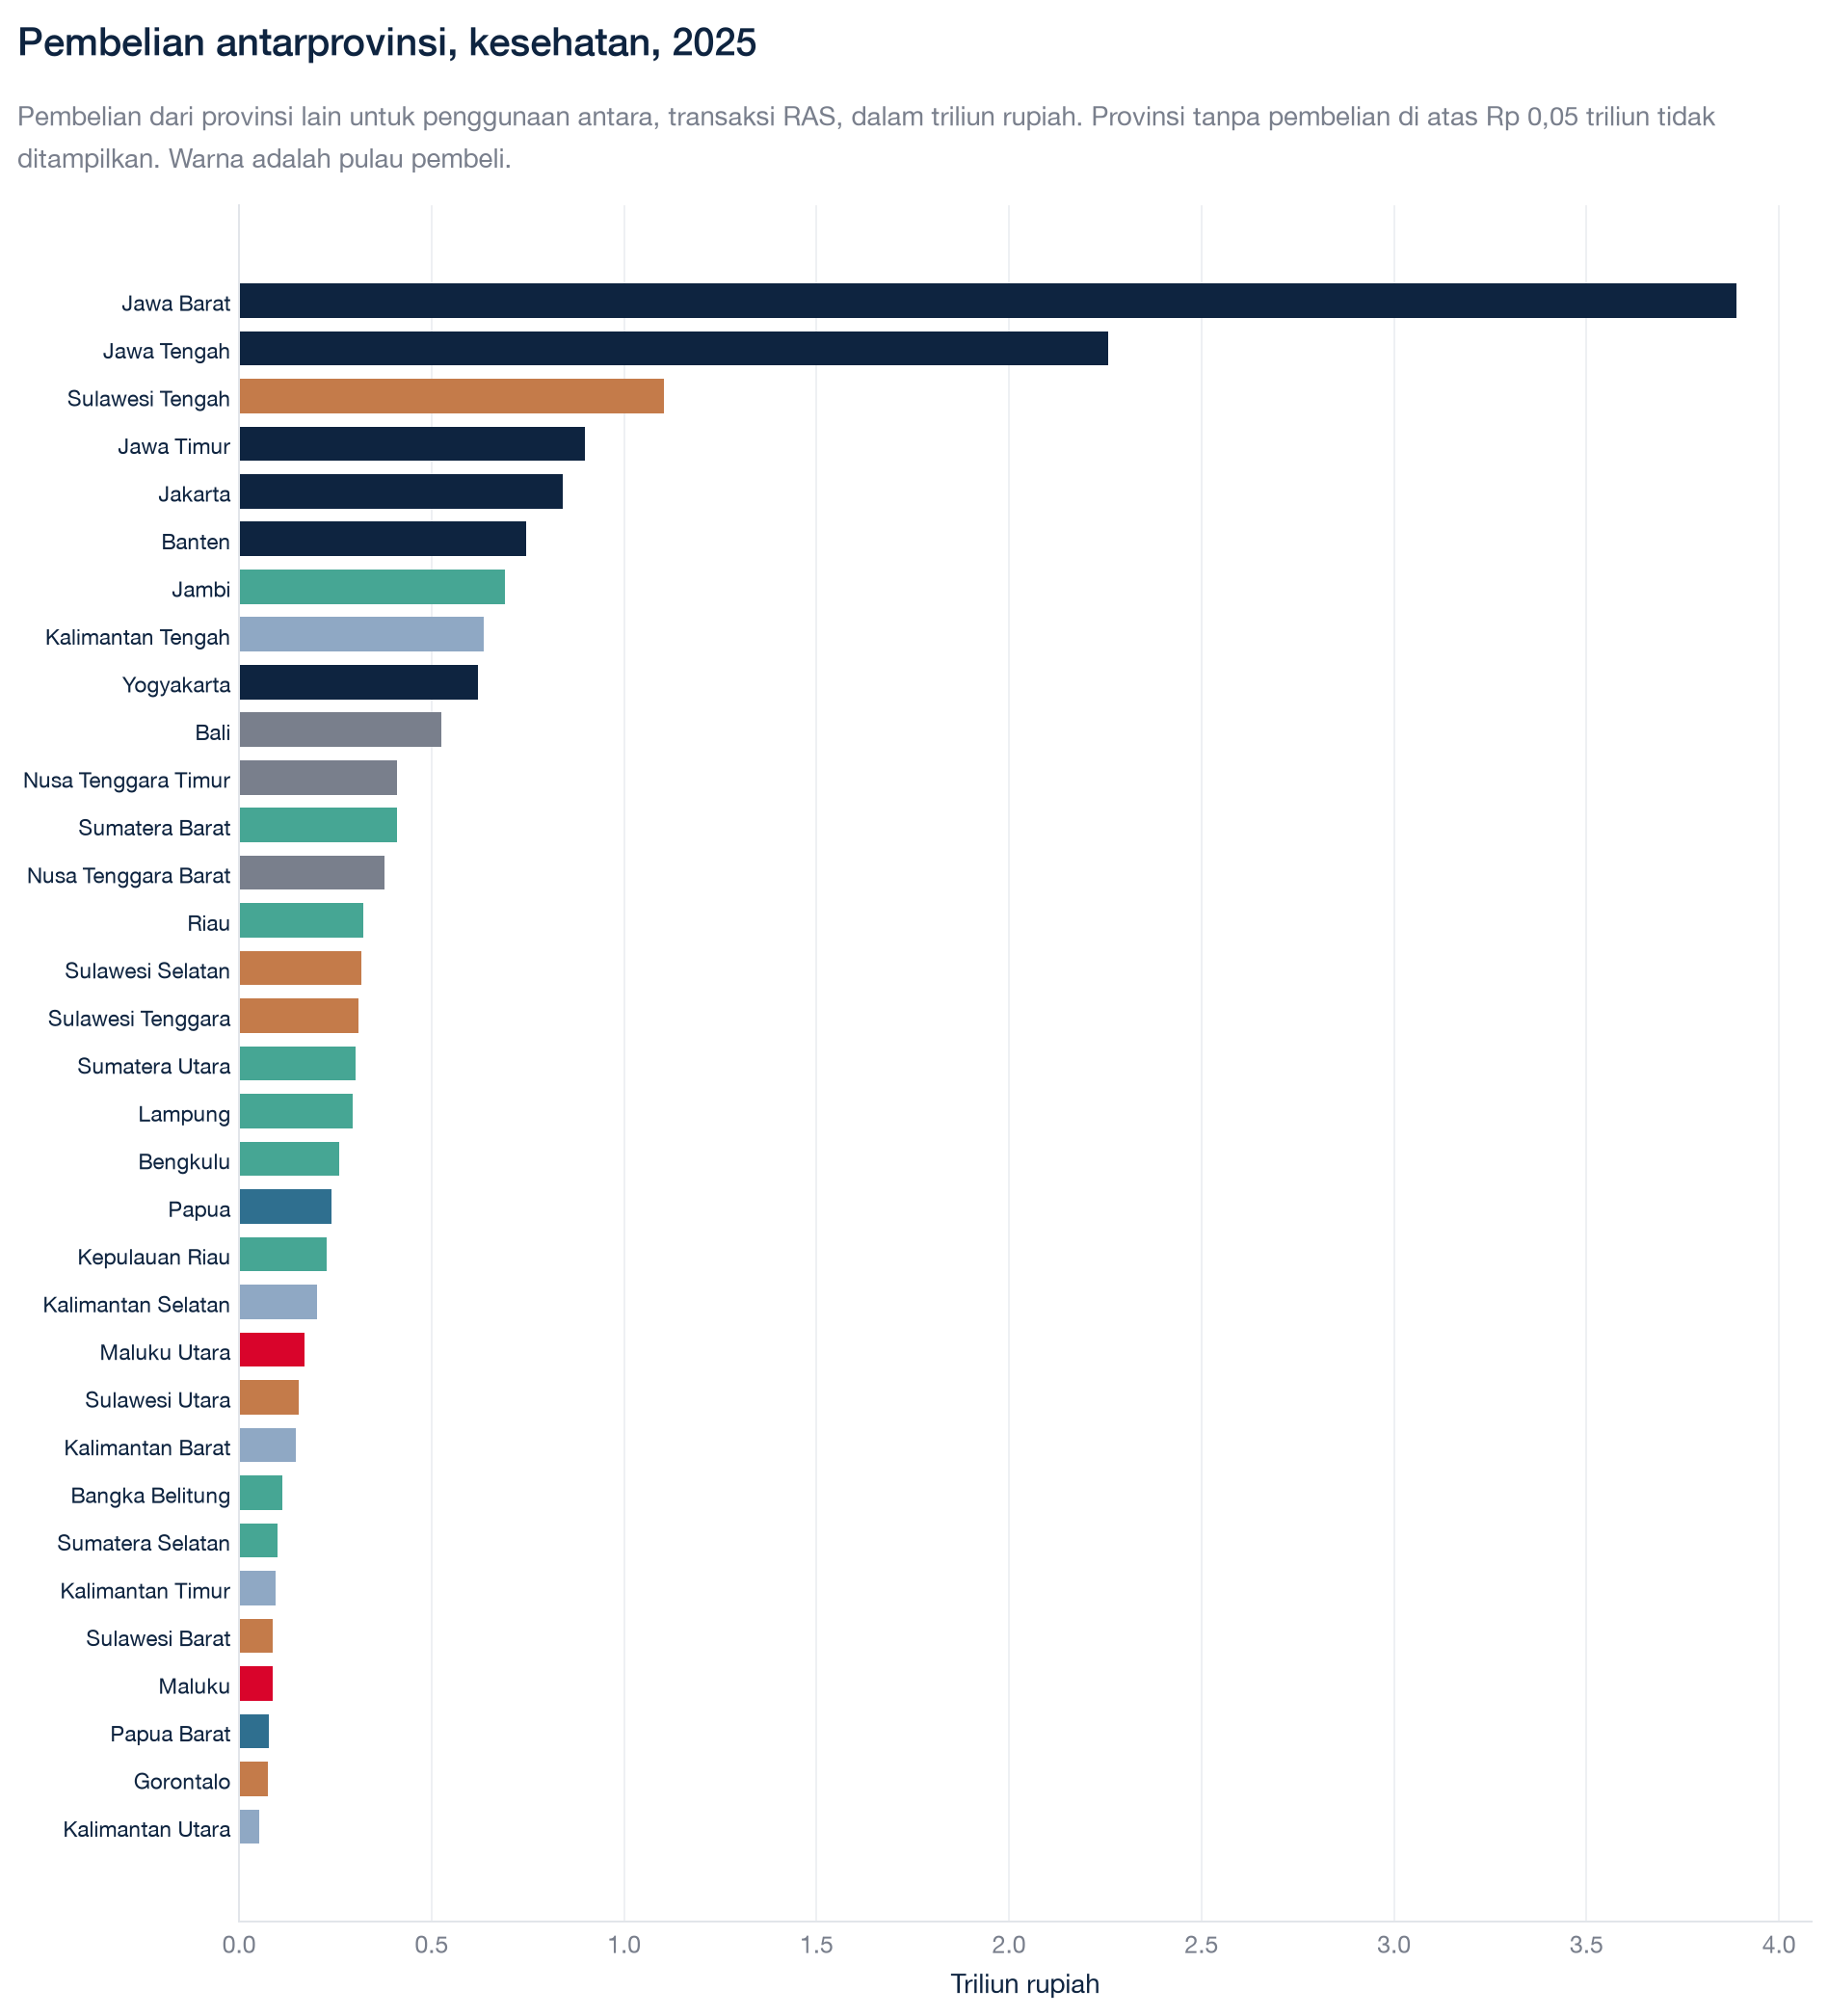 Pembelian antarprovinsi, kesehatan, 2025
Pembelian dari provinsi lain untuk penggunaan antara, transaksi RAS, dalam triliun rupiah. Provinsi tanpa pembelian di atas Rp 0,05 triliun tidak
ditampilkan. Warna adalah pulau pembeli.
Jawa Barat
Jawa Tengah
Sulawesi Tengah
Jawa Timur
Jakarta
Banten
Jambi
Kalimantan Tengah
Yogyakarta
Bali
Nusa Tenggara Timur
Sumatera Barat
Nusa Tenggara Barat
Riau
Sulawesi Selatan
Sulawesi Tenggara
Sumatera Utara
Lampung
Bengkulu
Papua
Kepulauan Riau
Kalimantan Selatan
Maluku Utara
Sulawesi Utara
Kalimantan Barat
Bangka Belitung
Sumatera Selatan
Kalimantan Timur
Sulawesi Barat
Maluku
Papua Barat
Gorontalo
Kalimantan Utara
0.0 0.5 1.0 1.5 2.0 2.5 3.0 3.5 4.0
Triliun rupiah